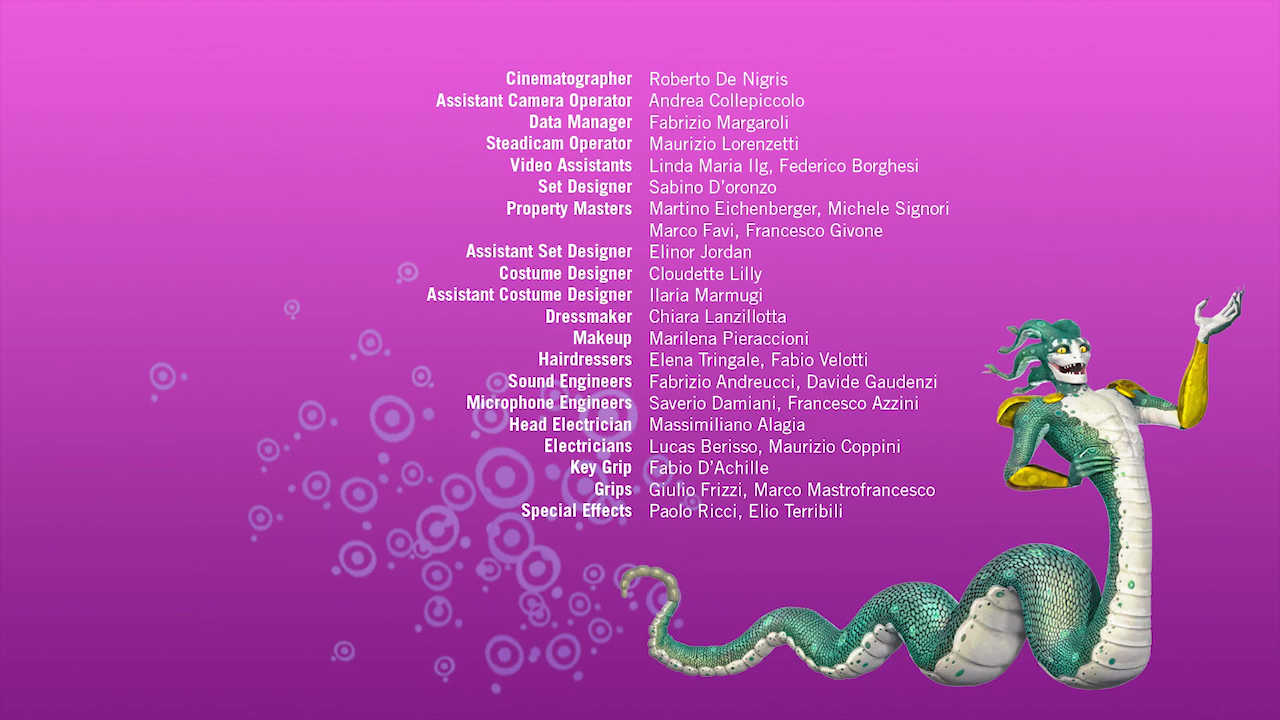 Cinematographer Roberto De Nigris
Assistant Camera Operator Andrea Collepiccolo
Data Manager Fabrizio Margaroli
Steadicam Operator Maurizio Lorenzetti
Video Assistants Linda Maria Ilg, Federico Borghesi
Set Designer Sabino D'oronzo
Property Masters Martino Eichenberger, Michele Signori
Marco Favi, Francesco Givone
Assistant Set Designer Elinor Jordan
Costume Designer Cloudette Lilly
Assistant Costume Designer Ilaria Marmugi
Dressmaker Chiara Lanzillotta
Makeup Marilena Pieraccioni
Hairdressers Elena Tringale, Fabio Velotti
Sound Engineers Fabrizio Andreucci, Davide Gaudenzi
Microphone Engineers Saverio Damiani, Francesco Azzini
Head Electrician Massimiliano Alagia
Electricians Lucas Berisso, Maurizio Coppini
Key Grip Fabio D'Achille
Grips Giulio Frizzi, Marco Mastrofrancesco
Special Effects Paolo Ricci, Elio Terribili